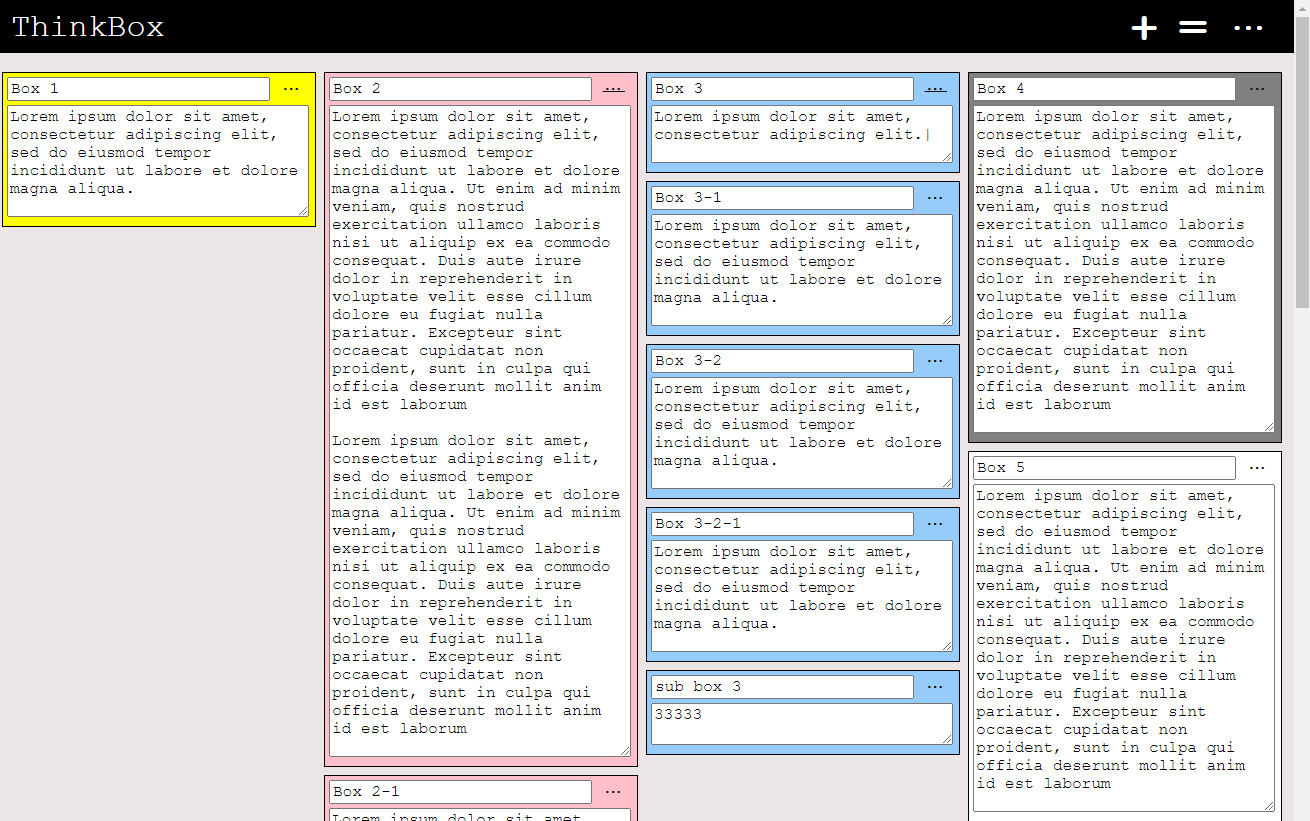 ThinkBox
Box 1
Lorem ipsum dolor sit amet,
consectetur adipiscing elit,
sed do eiusmod tempor
incididunt ut labore et dolore
magna aliqua.
Box 2
Lorem ipsum dolor sit amet,
consectetur adipiscing elit,
sed do eiusmod tempor
incididunt ut labore et dolore
magna aliqua. Ut enim ad minim
veniam, quis nostrud
exercitation ullamco laboris
nisi ut aliquip ex ea commodo
consequat. Duis aute irure
dolor in reprehenderit in
voluptate velit esse cillum
dolore eu fugiat nulla
pariatur. Excepteur sint
occaecat cupidatat non
proident, sunt in culpa qui
officia deserunt mollit anim
id est laborum
Lorem ipsum dolor sit amet,
consectetur adipiscing elit,
sed do eiusmod tempor
incididunt ut labore et dolore
magna aliqua. Ut enim ad minim
veniam, quis nostrud
exercitation ullamco laboris
nisi ut aliquip ex ea commodo
consequat. Duis aute irure
dolor in reprehenderit in
voluptate velit esse cillum
dolore eu fugiat nulla
pariatur. Excepteur sint
occaecat cupidatat non
proident, sunt in culpa qui
officia deserunt mollit anim
id est laborum
Box 2-1
Lorem ipsum dolor sit amet,
Box 3
Lorem ipsum dolor sit amet,
consectetur adipiscing elit.
Box 3-1
Lorem ipsum dolor sit amet,
consectetur adipiscing elit,
sed do eiusmod tempor
incididunt ut labore et dolore
magna aliqua.
Box 3-2
Lorem ipsum dolor sit amet,
consectetur adipiscing elit,
sed do eiusmod tempor
incididunt ut labore et dolore
magna aliqua.
Box 3-2-1
Lorem ipsum dolor sit amet,
consectetur adipiscing elit,
sed do eiusmod tempor
incididunt ut labore et dolore
magna aliqua.
sub box 3
33333
Box 4
Lorem ipsum dolor sit amet,
consectetur adipiscing elit,
sed do eiusmod tempor
incididunt ut labore et dolore
magna aliqua. Ut enim ad minim
veniam, quis nostrud
exercitation ullamco laboris
nisi ut aliquip ex ea commodo
consequat. Duis aute irure
dolor in reprehenderit in
voluptate velit esse cillum
dolore eu fugiat nulla
pariatur. Excepteur sint
occaecat cupidatat non
proident, sunt in culpa qui
officia deserunt mollit anim
id est laborum
Box 5
Lorem ipsum dolor sit amet,
consectetur adipiscing elit,
sed do eiusmod tempor
incididunt ut labore et dolore
magna aliqua. Ut enim ad minim
veniam, quis nostrud
exercitation ullamco laboris
nisi ut aliquip ex ea commodo
consequat. Duis aute irure
dolor in reprehenderit in
voluptate velit esse cillum
dolore eu fugiat nulla
pariatur. Excepteur sint
occaecat cupidatat non
proident, sunt in culpa qui
officia deserunt mollit anim
id est laborum